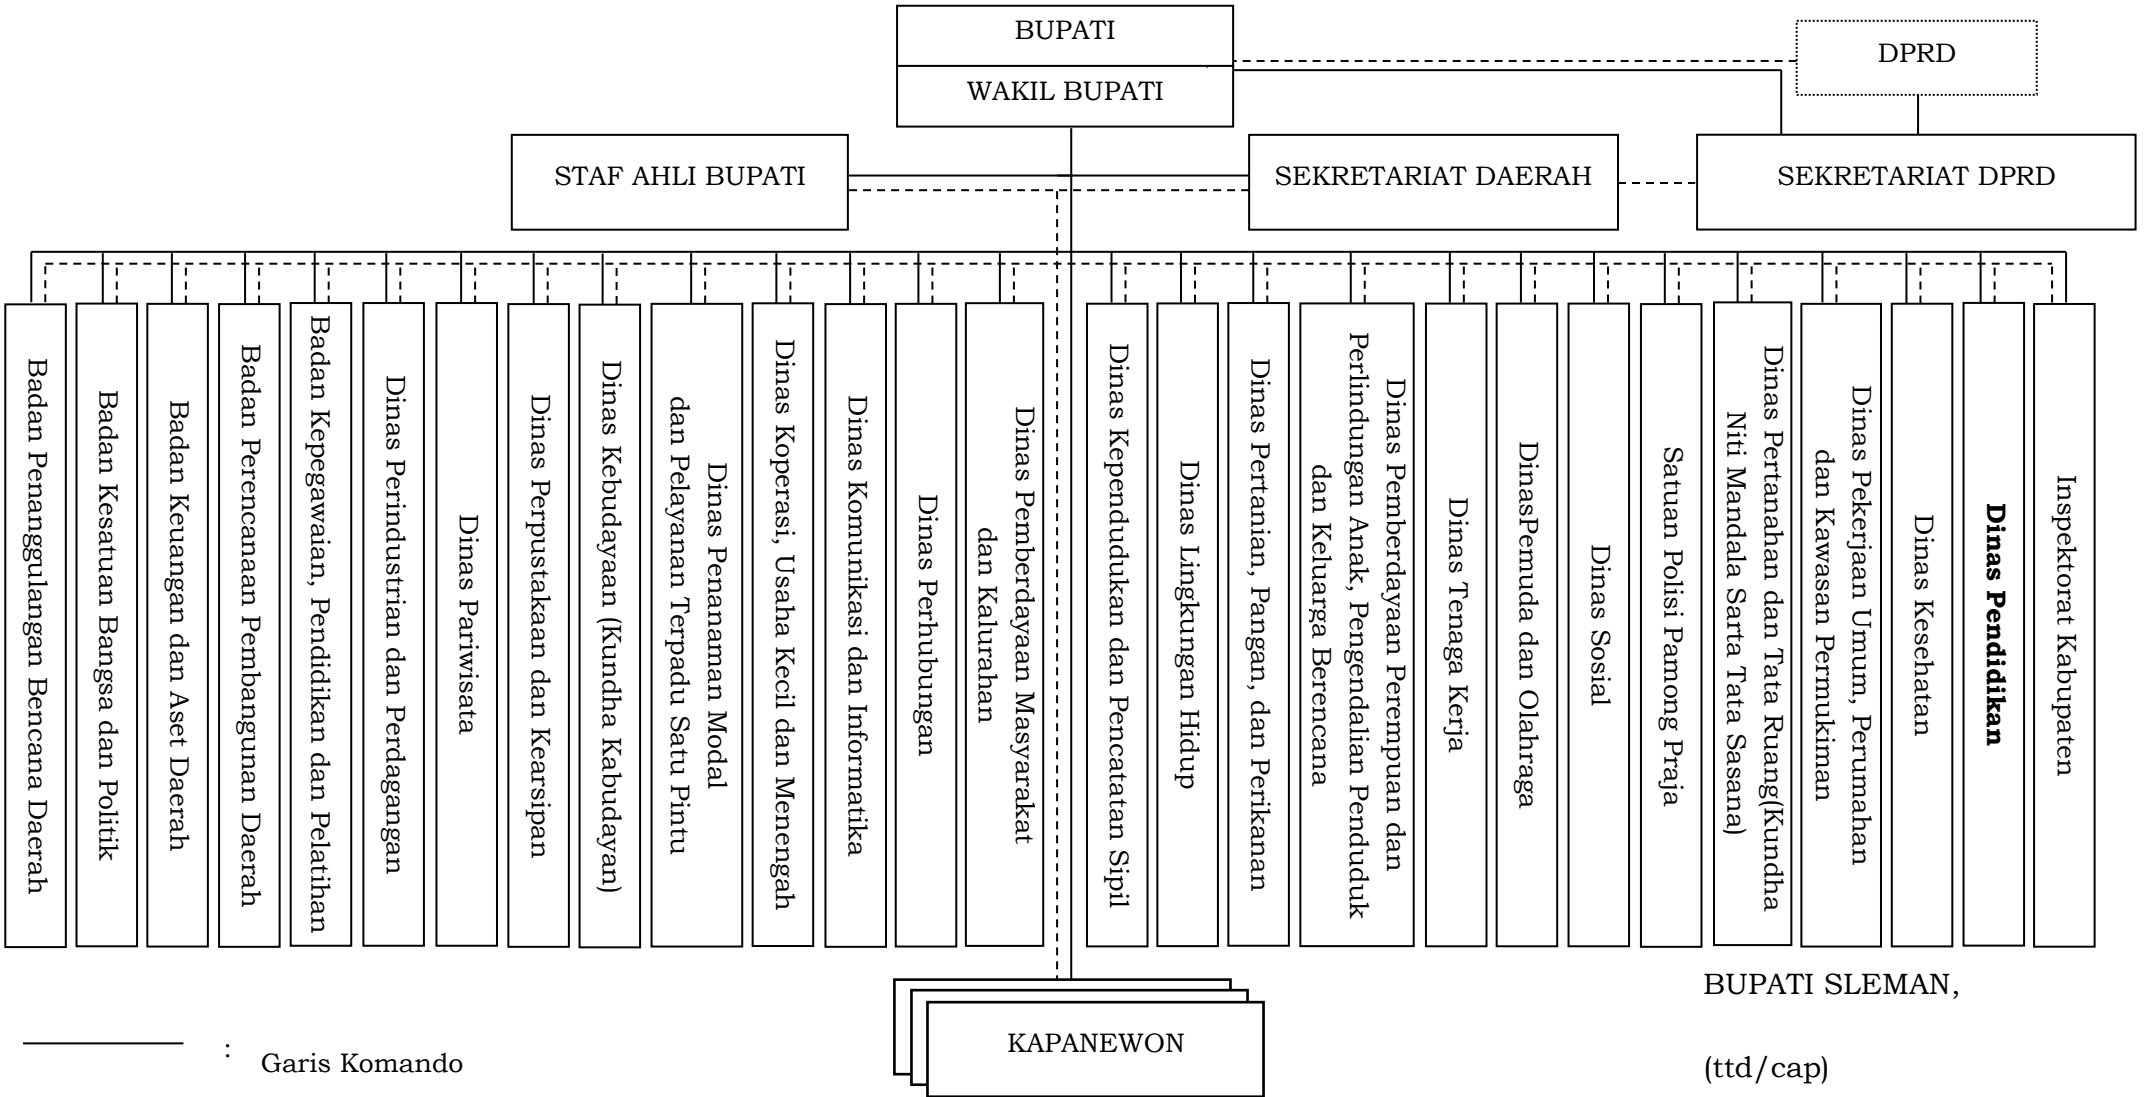 BUPATI
WAKIL BUPATI
DPRD
STAF AHLI BUPATI
SEKRETARIAT DAERAH
SEKRETARIAT DPRD
Badan Penanggulangan Bencana Daerah
Badan Kesatuan Bangsa dan Politik
Badan Keuangan dan Aset Daerah
Badan Perencanaan Pembangunan Daerah
Badan Kepegawaian, Pendidikan dan Pelatihan
Dinas Perindustrian dan Perdagangan
Dinas Pariwisata
Dinas Perpustakaan dan Kearsipan
Dinas Kebudayaan (Kundha Kabudayan)
Dinas Penanaman Modal
dan Pelayanan Terpadu Satu Pintu
Dinas Koperasi, Usaha Kecil dan Menengah
Dinas Komunikasi dan Informatika
Dinas Perhubungan
Dinas Pemberdayaan Masyarakat
dan Kalurahan
Dinas Kependudukan dan Pencatatan Sipil
Dinas Lingkungan Hidup
Dinas Pertanian, Pangan, dan Perikanan
Dinas Pemberdayaan Perempuan dan
Perlindungan Anak, Pengendalian Penduduk
dan Keluarga Berencana
Dinas Tenaga Kerja
DinasPemuda dan Olahraga
Dinas Sosial
Satuan Polisi Pamong Praja
Dinas Pertanahan dan Tata Ruang(Kundha
Niti Mandala Sarta Tata Sasana)
Dinas Pekerjaan Umum, Perumahan
dan Kawasan Permukiman
Dinas Kesehatan
Dinas Pendidikan
Inspektorat Kabupaten
KAPANEWON
: Garis Komando
BUPATI SLEMAN,
(ttd/cap)